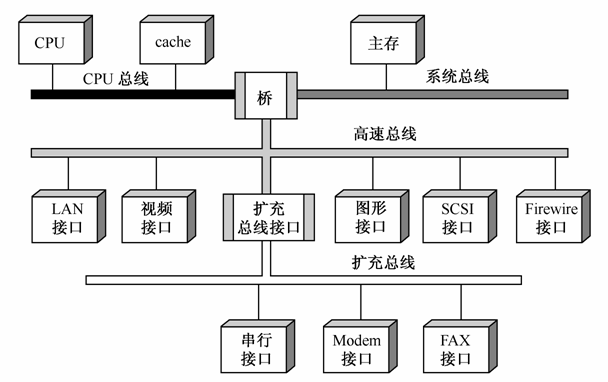 CPU
cache
主存
CPU 总线
桥
系统总线
高速总线
LAN
接口
视频
接口
扩充
总线接口
图形
接口
SCSI
接口
Firewire
接口
扩充总线
串行
接口
Modem
接口
FAX
接口